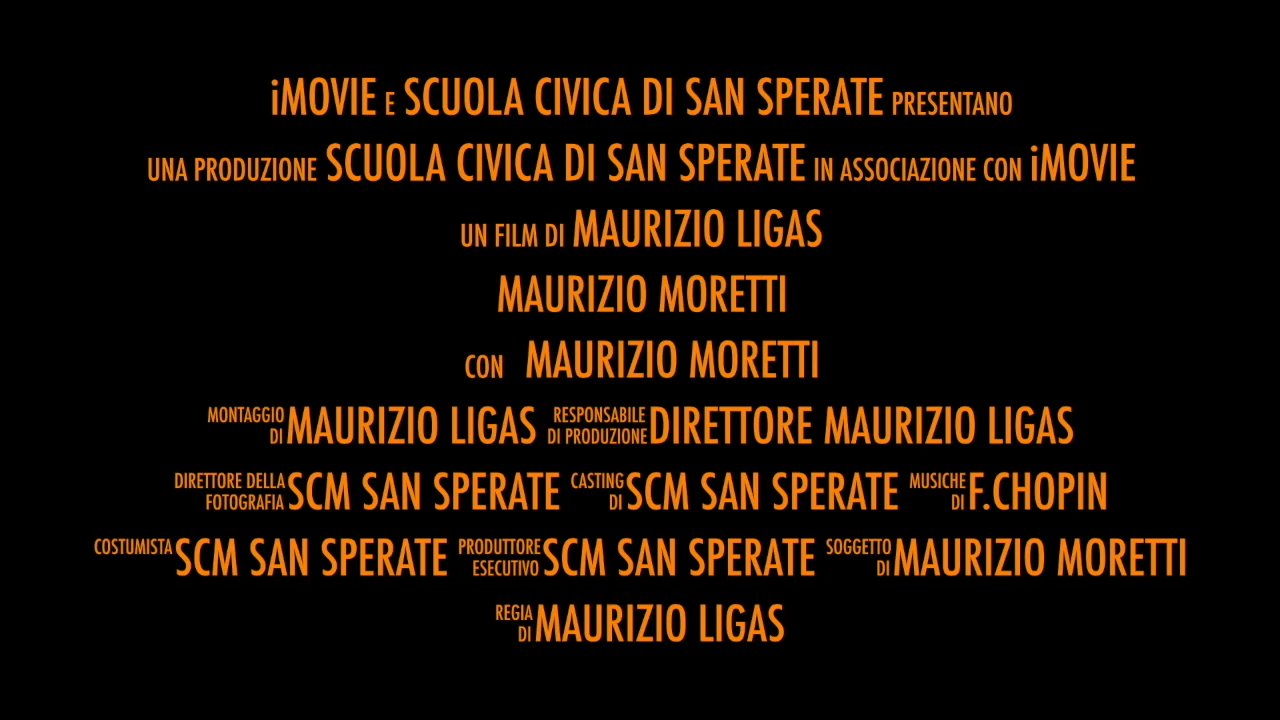 iMOVIE E SCUOLA CIVICA DI SAN SPERATE PRESENTANO
UNA PRODUZIONE SCUOLA CIVICA DI SAN SPERATE IN ASSOCIAZIONE CON iMOVIE
UN FILM DI MAURIZIO LIGAS
MAURIZIO MORETTI
CON MAURIZIO MORETTI
MONTAGGIO DI MAURIZIO LIGAS RESPONSABILE DI PRODUZIONE DIRETTORE MAURIZIO LIGAS
DIRETTORE DELLA FOTOGRAFIA SCM SAN SPERATE CASTING DI SCM SAN SPERATE MUSICHE DI F.CHOPIN
COSTUMISTA SCM SAN SPERATE PRODUTTORE ESECUTIVO SCM SAN SPERATE SOGGETTO DI MAURIZIO MORETTI
REGIA DI MAURIZIO LIGAS